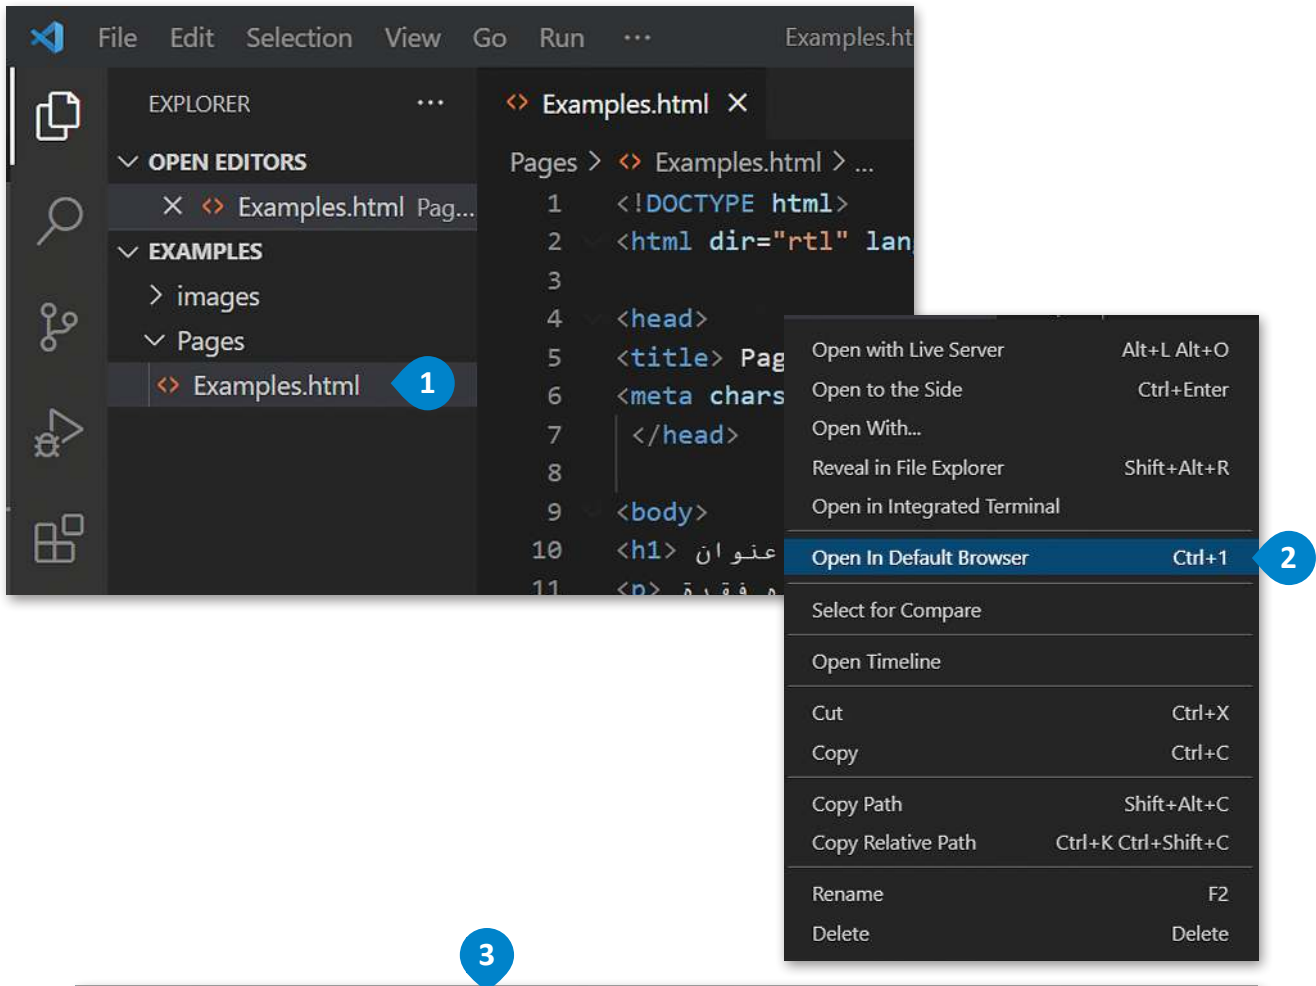 File Edit Selection View Go Run ··· Examples.ht
EXPLORER ···
OPEN EDITORS
× <> Examples.html Pag...
EXAMPLES
> images
Pages
<> Examples.html
1
<> Examples.html ×
Pages > <> Examples.html > ...
1 <!DOCTYPE html>
2 <html dir="rtl" lan
3
4 <head>
5 <title> Pag
6 <meta chars
7 </head>
8
9 <body>
10 <h1> عنوان
11 <p> ه فقرة
Open with Live Server Alt+L Alt+O
Open to the Side Ctrl+Enter
Open With...
Reveal in File Explorer Shift+Alt+R
Open in Integrated Terminal
Open In Default Browser Ctrl+1
2
Select for Compare
Open Timeline
Cut Ctrl+X
Copy Ctrl+C
Copy Path Shift+Alt+C
Copy Relative Path Ctrl+K Ctrl+Shift+C
Rename F2
Delete Delete
3